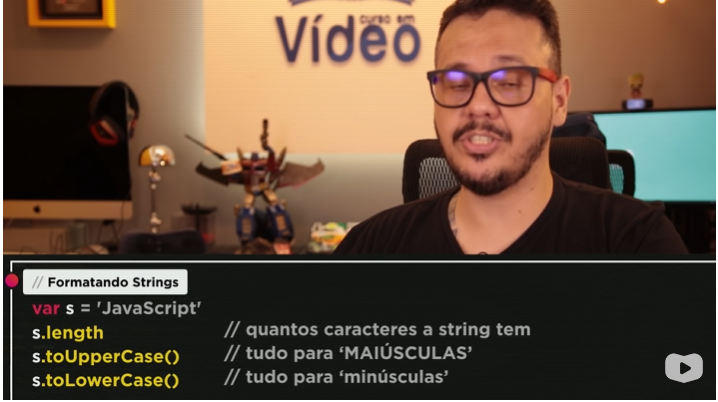 curso em
Vídeo
// Formatando Strings
var s = 'JavaScript'
s.length // quantos caracteres a string tem
s.toUpperCase() // tudo para ‘MAIÚSCULAS’
s.toLowerCase() // tudo para ‘minúsculas’